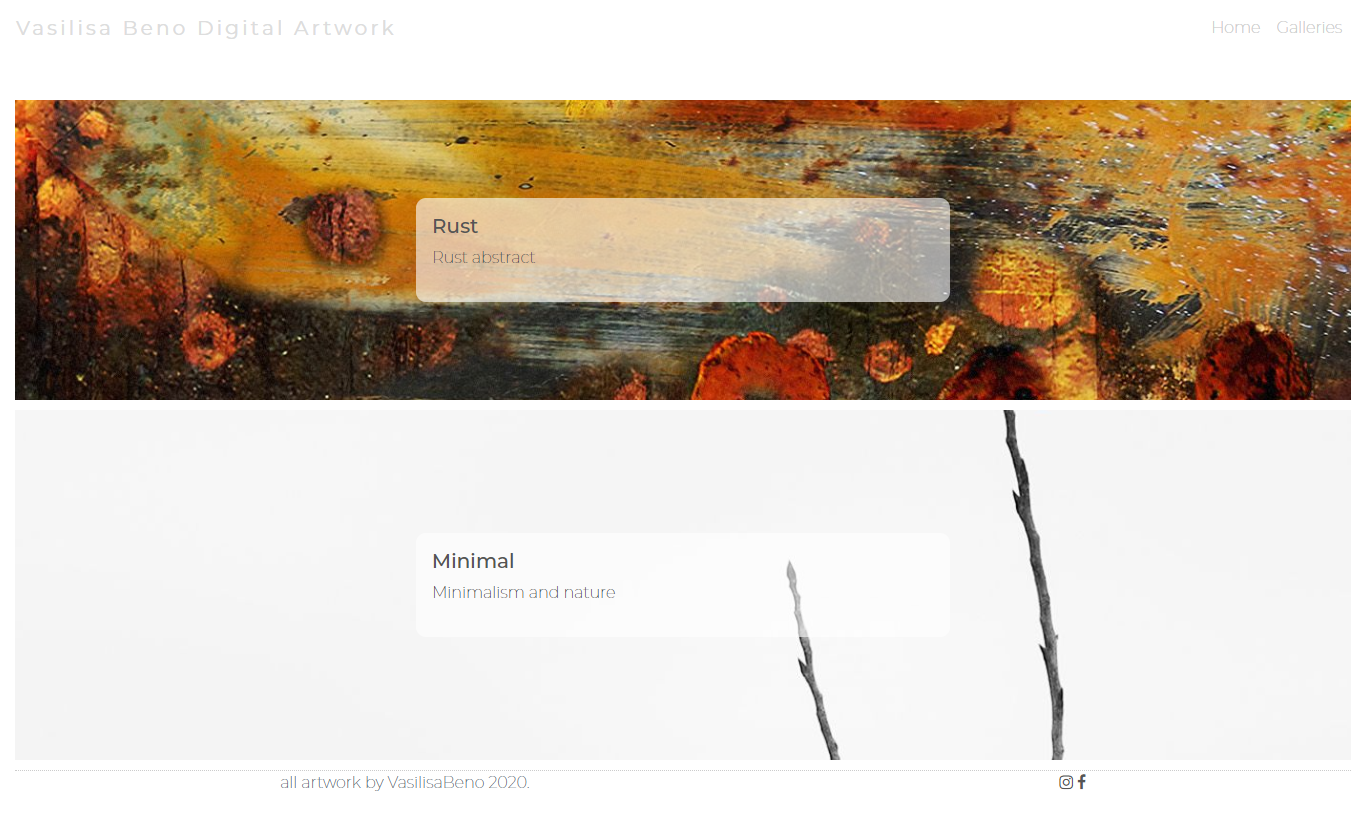 Vasilisa Beno Digital Artwork
Home Galleries
Rust
Rust abstract
Minimal
Minimalism and nature
all artwork by VasilisaBeno 2020.